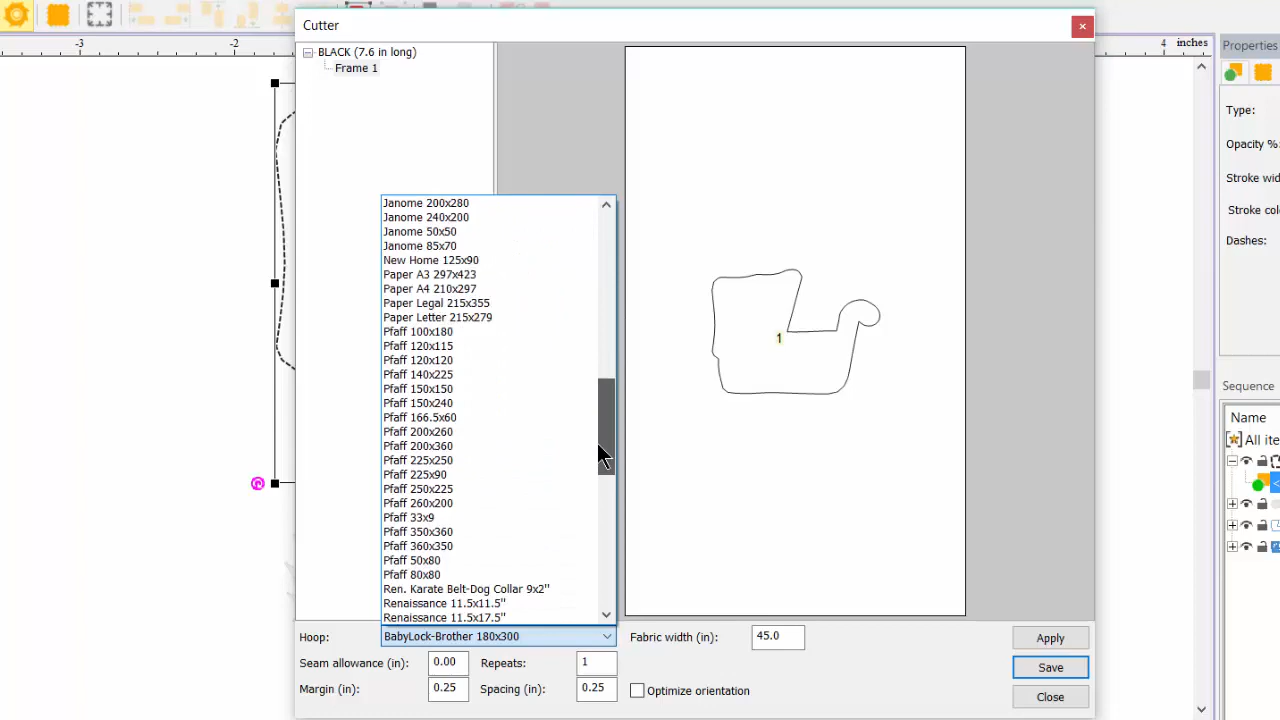 Cutter
×
-3
-2
4
inches
Properties
BLACK (7.6 in long)
Frame 1
Type:
Opacity %:
Stroke wid
Stroke colo
Dashes:
Janome 200x280
Janome 240x200
Janome 50x50
Janome 85x70
New Home 125x90
Paper A3 297x423
Paper A4 210x297
Paper Legal 215x355
Paper Letter 215x279
Pfaff 100x180
Pfaff 120x115
Pfaff 120x120
Pfaff 140x225
Pfaff 150x150
Pfaff 150x240
Pfaff 166.5x60
Pfaff 200x260
Pfaff 200x360
Pfaff 225x250
Pfaff 225x90
Pfaff 250x225
Pfaff 260x200
Pfaff 33x9
Pfaff 350x360
Pfaff 360x350
Pfaff 50x80
Pfaff 80x80
Ren. Karate Belt-Dog Collar 9x2"
Renaissance 11.5x11.5"
Renaissance 11.5x17.5"
1
Sequence
Name
All ite
Hoop:
BabyLock-Brother 180x300
Fabric width (in):
45.0
Apply
Seam allowance (in):
0.00
Repeats:
1
Save
Margin (in):
0.25
Spacing (in):
0.25
Optimize orientation
Close